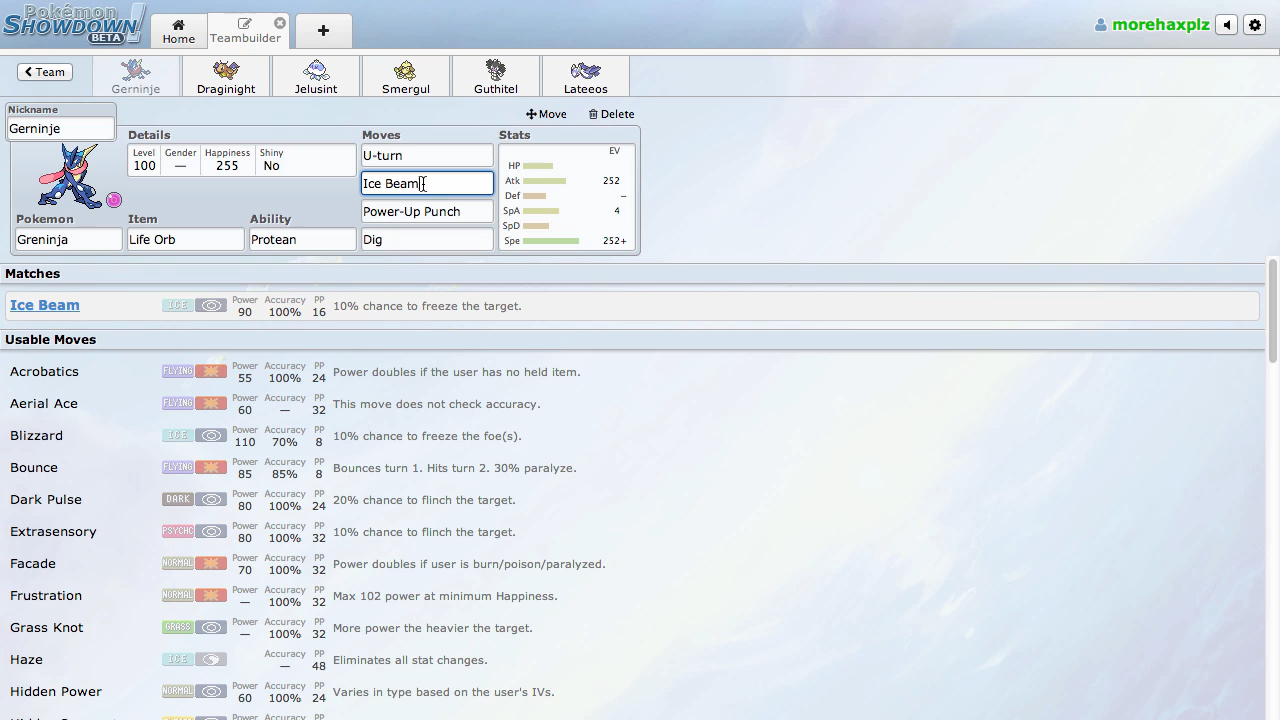 Pokémon
SHOWDOWN!
BETA
Home
Teambuilder
+
morehaxplz
Team
Gerninje
Draginight
Jelusint
Smergul
Guthitel
Lateeos
Nickname
Gerninje
Move
Delete
Details
Moves
Stats
Level
Gender
Happiness
Shiny
100
—
255
No
U-turn
Ice Beam
Power-Up Punch
Dig
EV
HP
Atk 252
Def –
SpA 4
SpD
Spe 252+
Pokemon
Item
Ability
Greninja
Life Orb
Protean
Matches
Ice Beam ICE Power 90 Accuracy 100% PP 16 10% chance to freeze the target.
Usable Moves
Acrobatics FLYING Power 55 Accuracy 100% PP 24 Power doubles if the user has no held item.
Aerial Ace FLYING Power 60 Accuracy — PP 32 This move does not check accuracy.
Blizzard ICE Power 110 Accuracy 70% PP 8 10% chance to freeze the foe(s).
Bounce FLYING Power 85 Accuracy 85% PP 8 Bounces turn 1. Hits turn 2. 30% paralyze.
Dark Pulse DARK Power 80 Accuracy 100% PP 24 20% chance to flinch the target.
Extrasensory PSYCHC Power 80 Accuracy 100% PP 32 10% chance to flinch the target.
Facade NORMAL Power 70 Accuracy 100% PP 32 Power doubles if user is burn/poison/paralyzed.
Frustration NORMAL Power — Accuracy 100% PP 32 Max 102 power at minimum Happiness.
Grass Knot GRASS Power — Accuracy 100% PP 32 More power the heavier the target.
Haze ICE Accuracy — PP 48 Eliminates all stat changes.
Hidden Power NORMAL Power 60 Accuracy 100% PP 24 Varies in type based on the user's IVs.
Power Accuracy PP